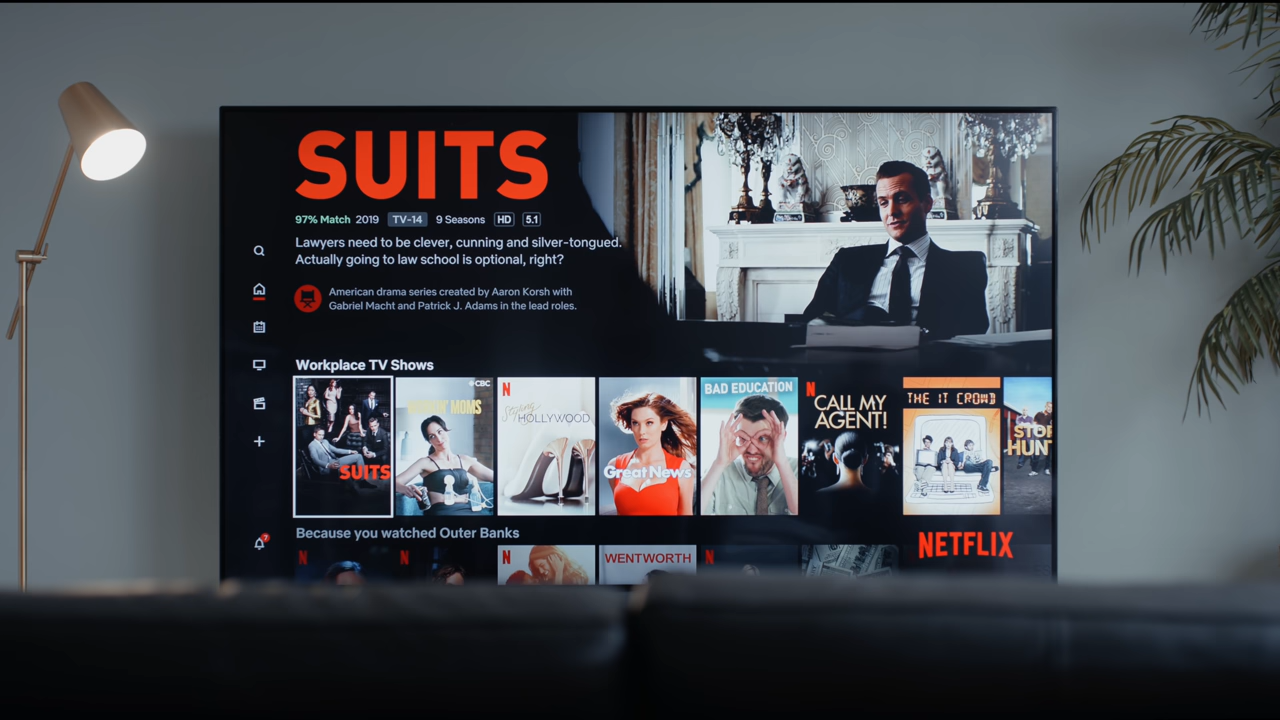 SUITS
97% Match 2019 TV-14 9 Seasons HD 5.1
Lawyers need to be clever, cunning and silver-tongued.
Actually going to law school is optional, right?
American drama series created by Aaron Korsh with
Gabriel Macht and Patrick J. Adams in the lead roles.
Workplace TV Shows
SUITS
CBC
MOMS
N
Styling
HOLLYWOOD
Great News
BAD EDUCATION
N
CALL MY
AGENT!
THE IT CROWD
HUNT
Because you watched Outer Banks
7
NETFLIX
N
N
N
WENTWORTH
N